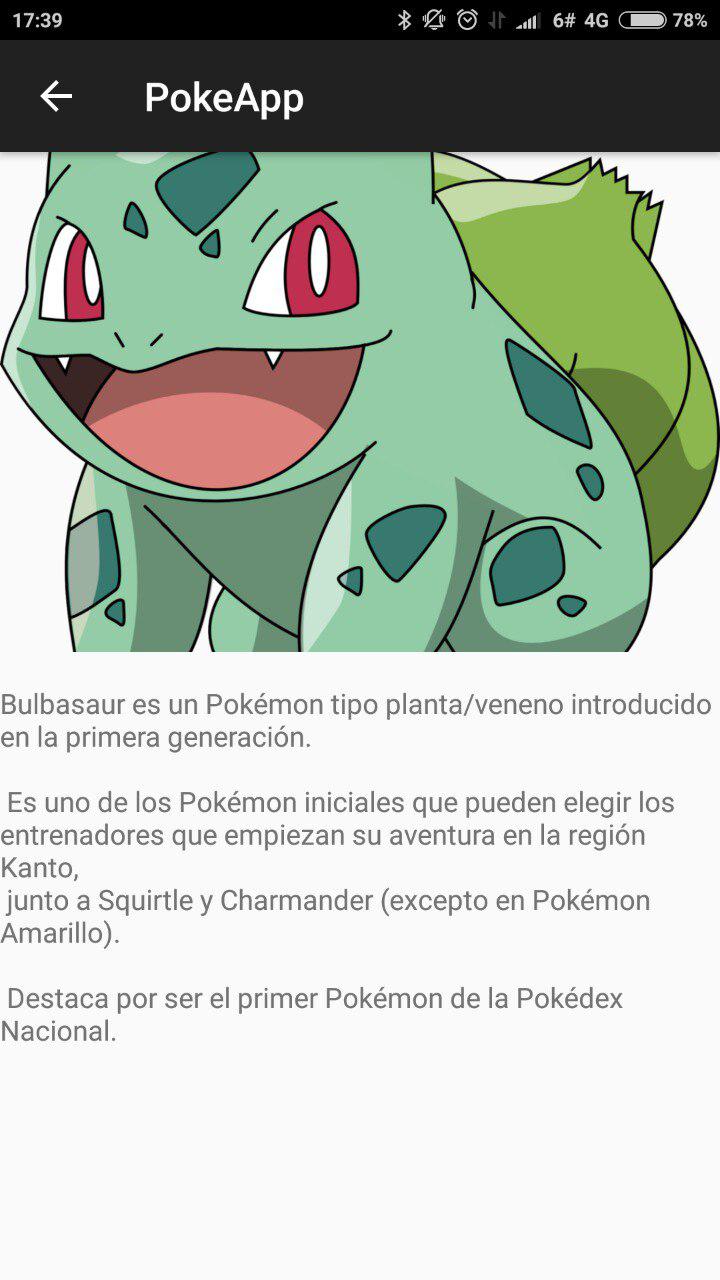 17:39 6# 4G 78%
PokeApp
Bulbasaur es un Pokémon tipo planta/veneno introducido
en la primera generación.
Es uno de los Pokémon iniciales que pueden elegir los
entrenadores que empiezan su aventura en la región
Kanto,
junto a Squirtle y Charmander (excepto en Pokémon
Amarillo).
Destaca por ser el primer Pokémon de la Pokédex
Nacional.